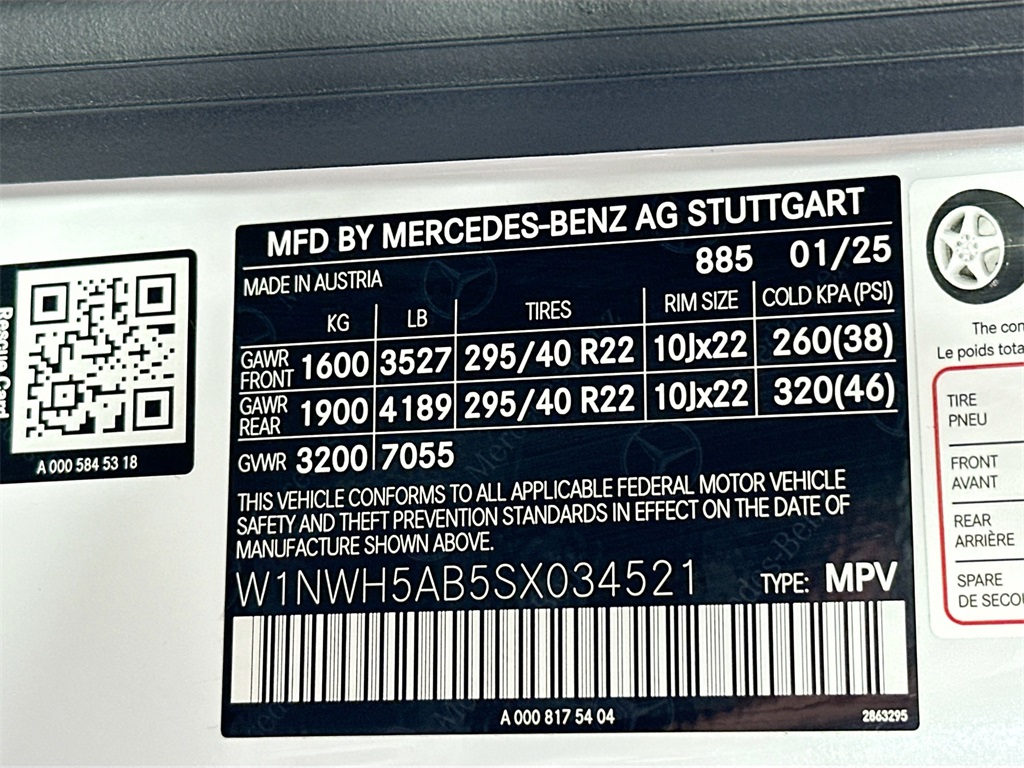 Rescue Card
A 000 584 53 18
MFD BY MERCEDES-BENZ AG STUTTGART
MADE IN AUSTRIA 885 01/25
KG LB TIRES RIM SIZE COLD KPA(PSI)
GAWR FRONT 1600 3527 295/40 R22 10Jx22 260(38)
GAWR REAR 1900 4189 295/40 R22 10Jx22 320(46)
GVWR 3200 7055
THIS VEHICLE CONFORMS TO ALL APPLICABLE FEDERAL MOTOR VEHICLE
SAFETY AND THEFT PREVENTION STANDARDS IN EFFECT ON THE DATE OF
MANUFACTURE SHOWN ABOVE.
W1NWH5AB5SX034521 TYPE: MPV
A 000 817 54 04
2863295
The
Le poids
TIRE
PNEU
FRONT
AVANT
REAR
ARRIÈRE
SPARE
DE